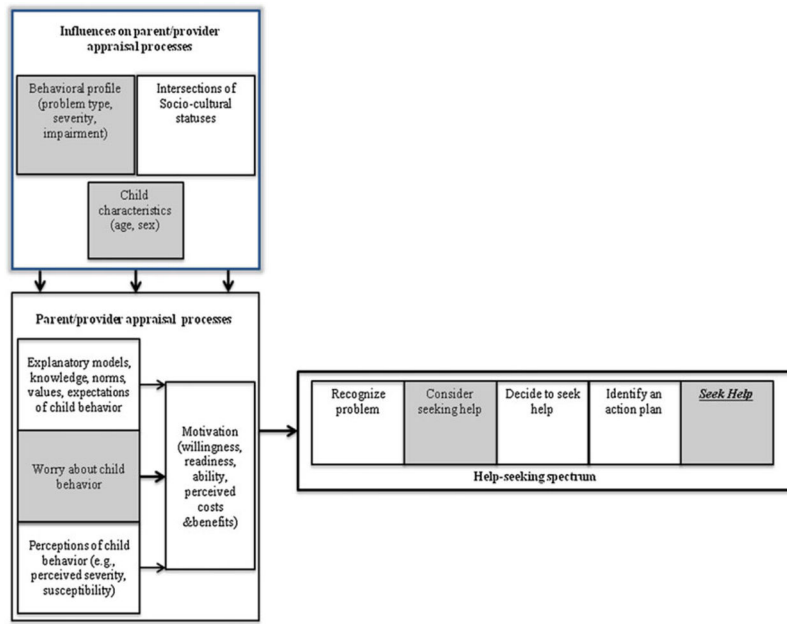 Influences on parent/provider
appraisal processes
Behavioral profile
(problem type,
severity,
impairment)
Intersections of
Socio-cultural
statuses
Child
characteristics
(age, sex)
Parent/provider appraisal processes
Explanatory models,
knowledge, norms,
values, expectations
of child behavior
Worry about child
behavior
Perceptions of child
behavior (e.g.,
perceived severity,
susceptibility)
Motivation
(willingness,
readiness,
ability,
perceived
costs
&benefits)
Recognize
problem
Consider
seeking help
Decide to seek
help
Identify an
action plan
Seek Help
Help-seeking spectrum